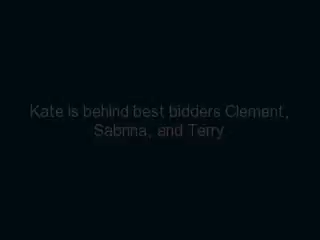 Kate is behind best bidders Clement,
Sabrina, and Terry